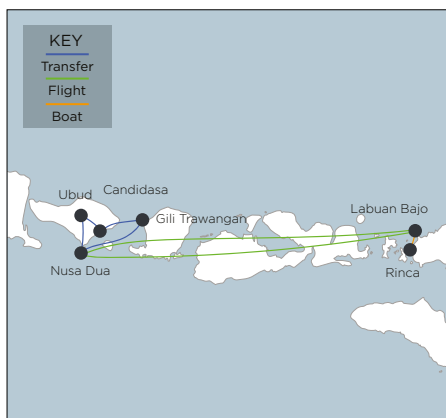 KEY
Transfer
Flight
Boat
Candidasa
Ubud
Gili Trawangan
Labuan Bajo
Nusa Dua
Rinca